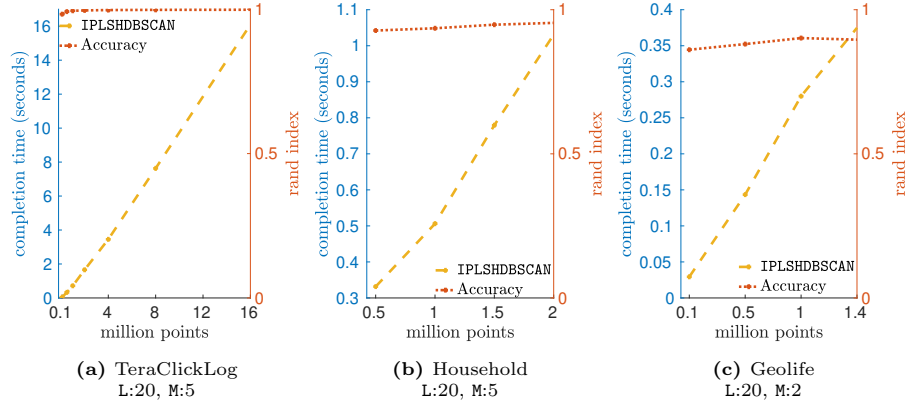 completion time (seconds)
16
14
12
10
8
6
4
2
0
IPLSHDBSCAN
Accuracy
1
0.5
0
rand index
0.1 4 8 12 16
million points
(a) TeraClickLog
L:20, M:5
completion time (seconds)
1.1
1
0.9
0.8
0.7
0.6
0.5
0.4
0.3
IPLSHDBSCAN
Accuracy
1
0.5
0
rand index
0.5 1 1.5 2
million points
(b) Household
L:20, M:5
completion time (seconds)
0.4
0.35
0.3
0.25
0.2
0.15
0.1
0.05
0
IPLSHDBSCAN
Accuracy
1
0.5
0
rand index
0.1 0.5 1 1.4
million points
(c) Geolife
L:20, M:2